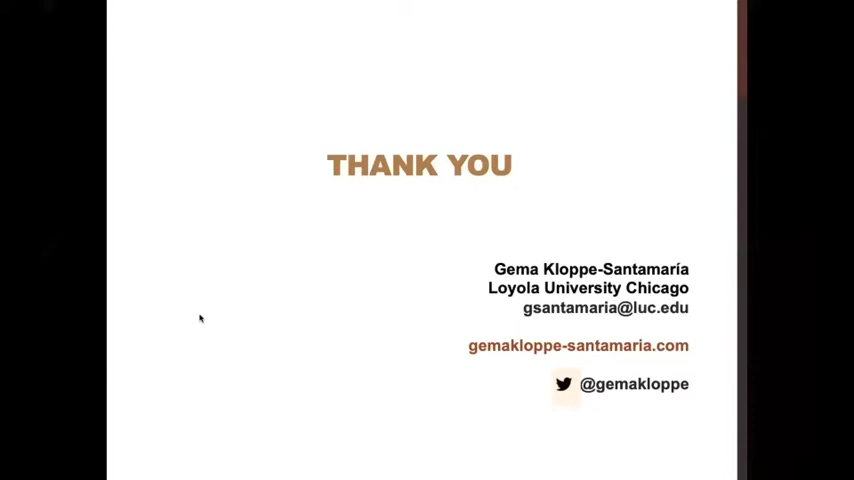 THANK YOU
Gema Kloppe-Santamaría
Loyola University Chicago
gsantamaria@luc.edu
gemakloppe-santamaria.com
@gemakloppe